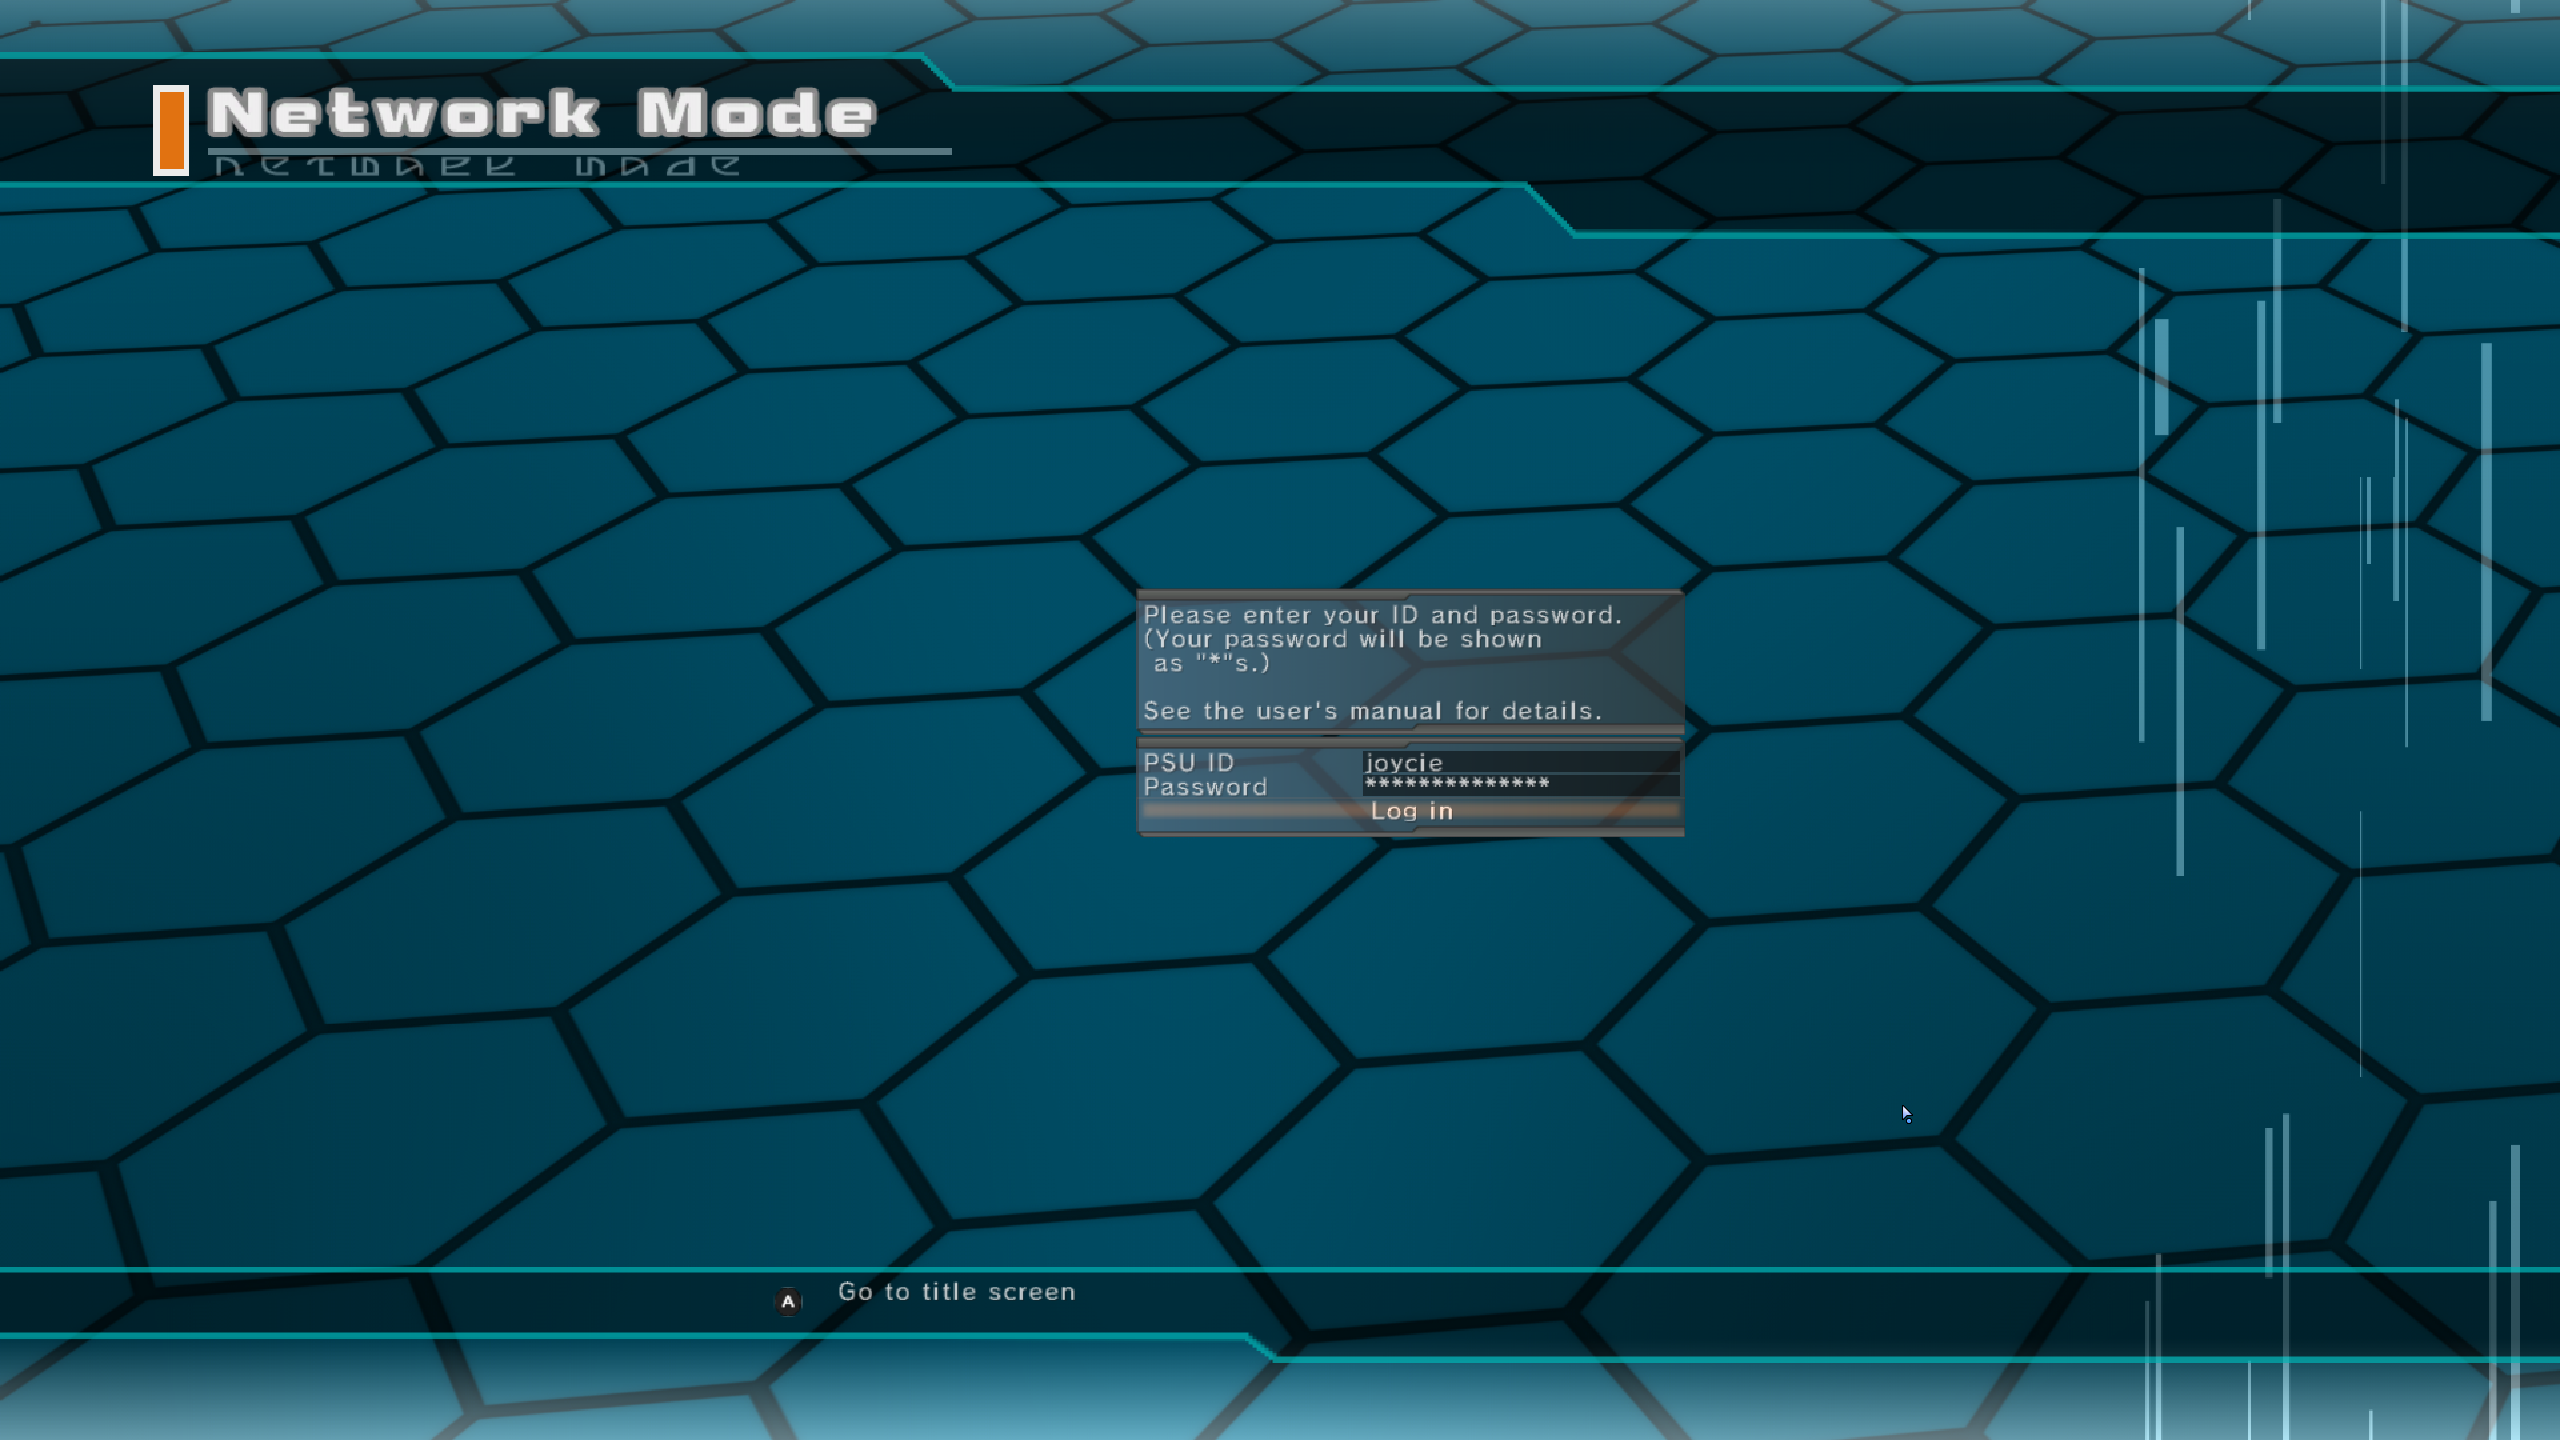 Network Mode
Please enter your ID and password.
(Your password will be shown
as "*"s.)
See the user's manual for details.
PSU ID joycie
Password **************
Log in
A Go to title screen